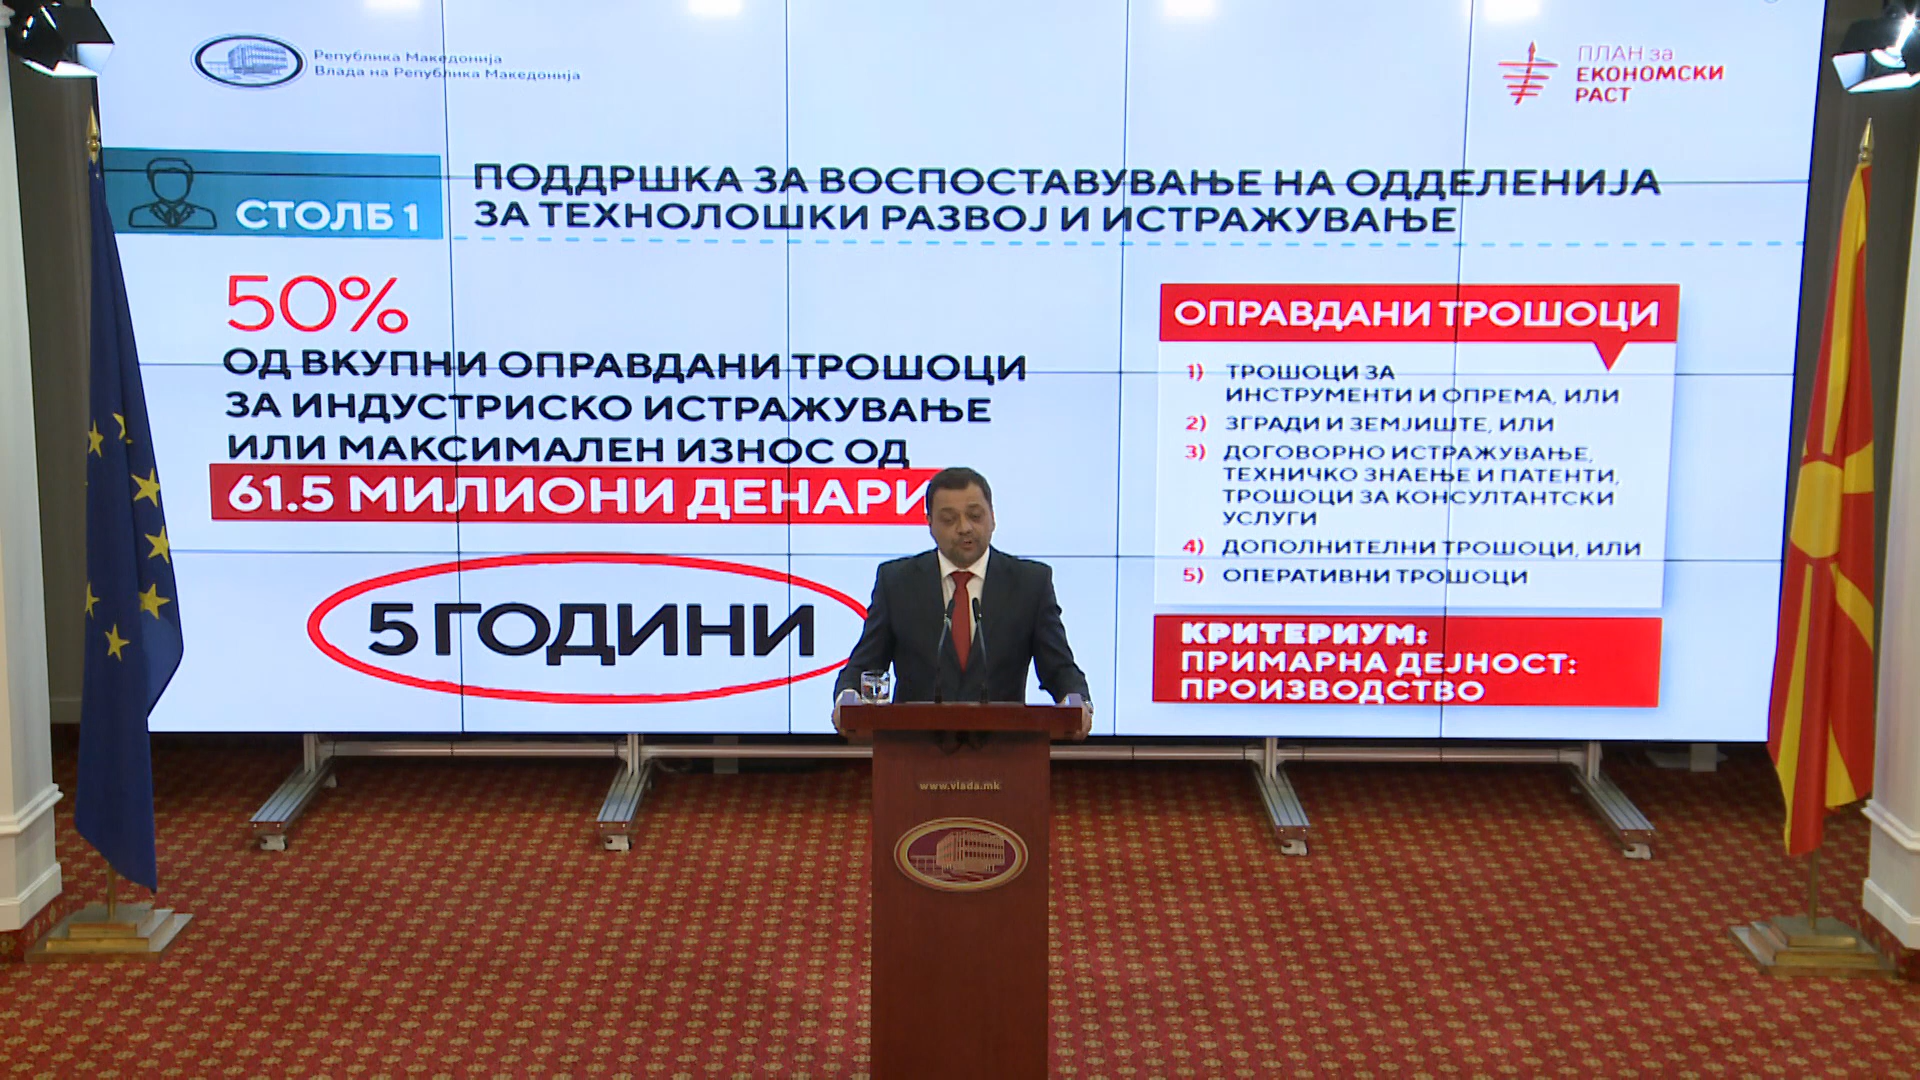 Република Македонија
Влада на Република Македонија
ПЛАН за
ЕКОНОМСКИ
РАСТ
СТОЛБ 1
ПОДДРШКА ЗА ВОСПОСТАВУВАЊЕ НА ОДДЕЛЕНИЈА
ЗА ТЕХНОЛОШКИ РАЗВОЈ И ИСТРАЖУВАЊЕ
50%
ОД ВКУПНИ ОПРАВДАНИ ТРОШОЦИ
ЗА ИНДУСТРИСКО ИСТРАЖУВАЊЕ
ИЛИ МАКСИМАЛЕН ИЗНОС ОД
61.5 МИЛИОНИ ДЕНАРИ
5 ГОДИНИ
ОПРАВДАНИ ТРОШОЦИ
1) ТРОШОЦИ ЗА
ИНСТРУМЕНТИ И ОПРЕМА, ИЛИ
2) ЗГРАДИ И ЗЕМЈИШТЕ, ИЛИ
3) ДОГОВОРНО ИСТРАЖУВАЊЕ,
ТЕХНИЧКО ЗНАЕЊЕ И ПАТЕНТИ,
ТРОШОЦИ ЗА КОНСУЛТАНТСКИ
УСЛУГИ
4) ДОПОЛНИТЕЛНИ ТРОШОЦИ, ИЛИ
5) ОПЕРАТИВНИ ТРОШОЦИ
КРИТЕРИУМ:
ПРИМАРНА ДЕЈНОСТ:
ПРОИЗВОДСТВО
www.vlada.mk